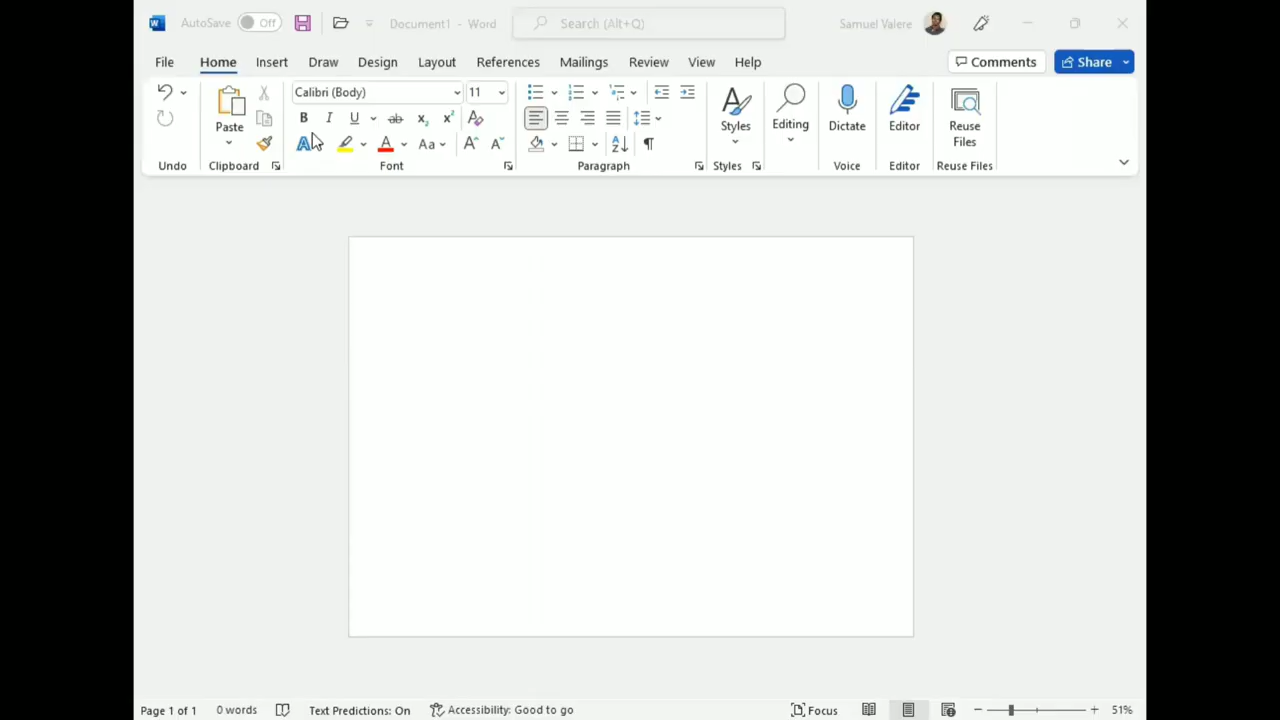 AutoSave Off Document1 - Word Search (Alt+Q) Samuel Valere
File Home Insert Draw Design Layout References Mailings Review View Help Comments Share
Calibri (Body) 11
Paste
Styles
Editing
Dictate
Editor
Reuse
Files
Undo Clipboard Font Paragraph Styles Voice Editor Reuse Files
Page 1 of 1 0 words Text Predictions: On Accessibility: Good to go Focus 51%